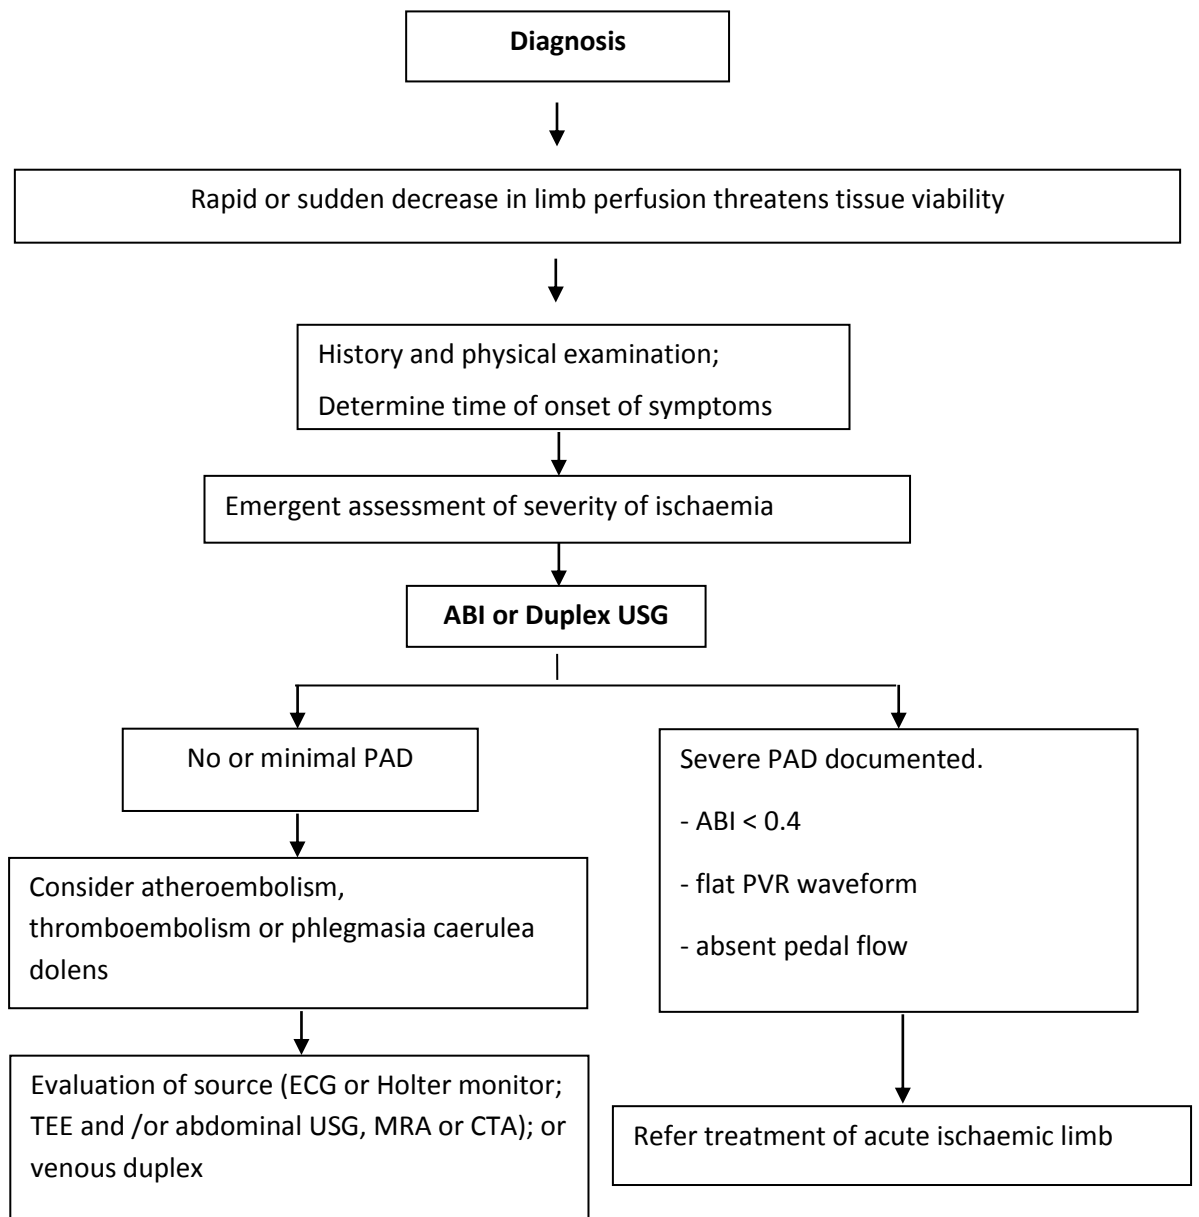 Diagnosis
Rapid or sudden decrease in limb perfusion threatens tissue viability
History and physical examination;
Determine time of onset of symptoms
Emergent assessment of severity of ischaemia
ABI or Duplex USG
No or minimal PAD
Consider atheroembolism,
thromboembolism or phlegmasia caerulea
dolens
Evaluation of source (ECG or Holter monitor;
TEE and /or abdominal USG, MRA or CTA); or
venous duplex
Severe PAD documented.
- ABI < 0.4
- flat PVR waveform
- absent pedal flow
Refer treatment of acute ischaemic limb